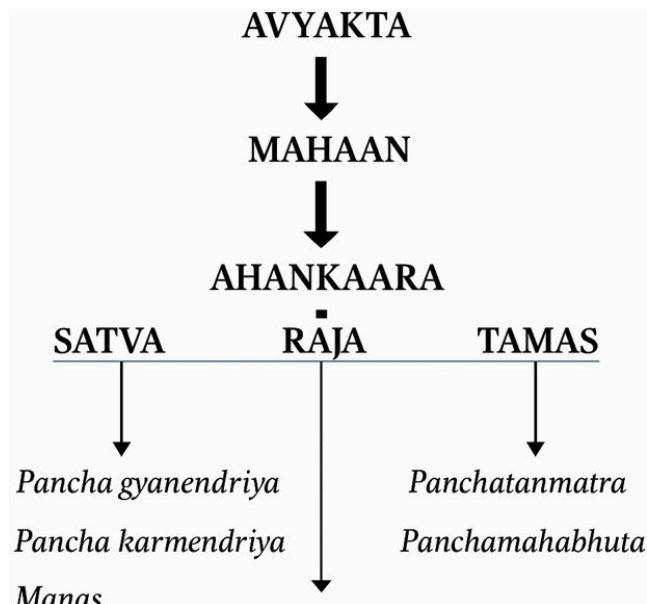 AVYAKTA
MAHAAN
AHANKAARA
SATVA RAJA TAMAS
Pancha gyanendriya Panchatanmatra
Pancha karmendriya Panchamahabhuta
Manas